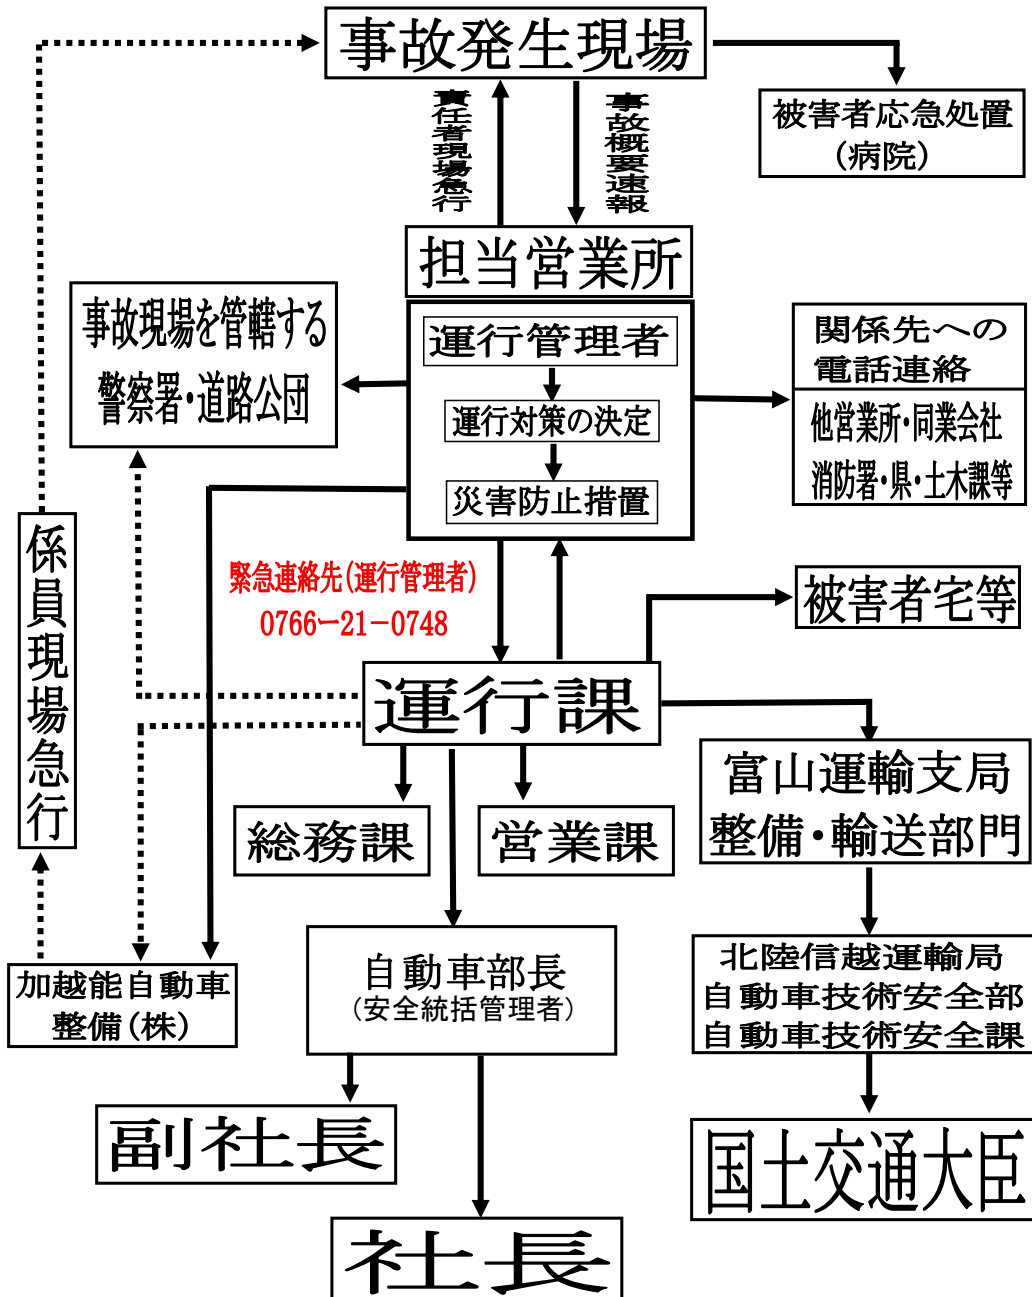 事故発生現場
責任者現場急行
事故概要速報
被害者応急処置
(病院)
担当営業所
運行管理者
運行対策の決定
災害防止措置
事故現場を管轄する
警察署・道路公団
関係先への
電話連絡
他営業所・同業会社
消防署・県・土木課等
係員現場急行
緊急連絡先(運行管理者)
0766ー21－0748
被害者宅等
運行課
総務課
営業課
富山運輸支局
整備・輸送部門
自動車部長
(安全統括管理者)
北陸信越運輸局
自動車技術安全部
自動車技術安全課
加越能自動車
整備(株)
副社長
国土交通大臣
社長